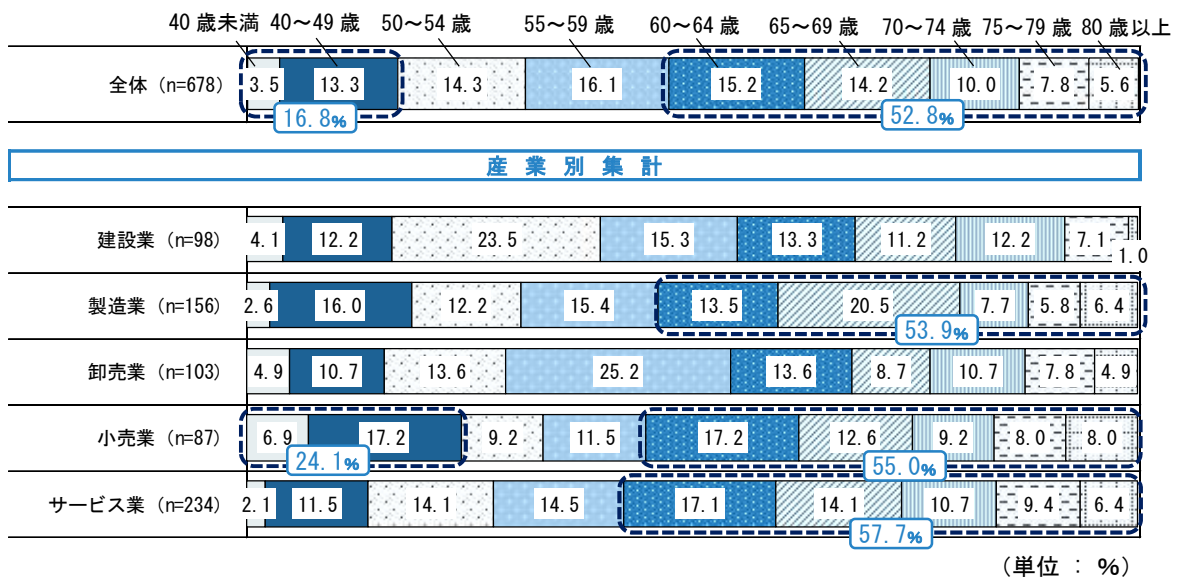 40歳未満 40～49歳 50～54歳 55～59歳 60～64歳 65～69歳 70～74歳 75～79歳 80歳以上
全体 (n=678) 3.5 13.3 14.3 16.1 15.2 14.2 10.0 7.8 5.6
16.8% 52.8%
産業別集計
建設業 (n=98) 4.1 12.2 23.5 15.3 13.3 11.2 12.2 7.1 1.0
製造業 (n=156) 2.6 16.0 12.2 15.4 13.5 20.5 7.7 5.8 6.4
53.9%
卸売業 (n=103) 4.9 10.7 13.6 25.2 13.6 8.7 10.7 7.8 4.9
小売業 (n=87) 6.9 17.2 9.2 11.5 17.2 12.6 9.2 8.0 8.0
24.1% 55.0%
サービス業 (n=234) 2.1 11.5 14.1 14.5 17.1 14.1 10.7 9.4 6.4
57.7%
(単位 : %)